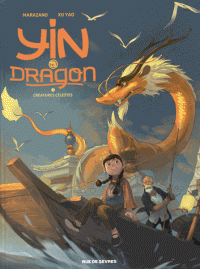 MARAZANO XU YAO
YiN
ET LE
DRAGON
CRÉATURES CÉLESTES
RUE DE SÈVRES